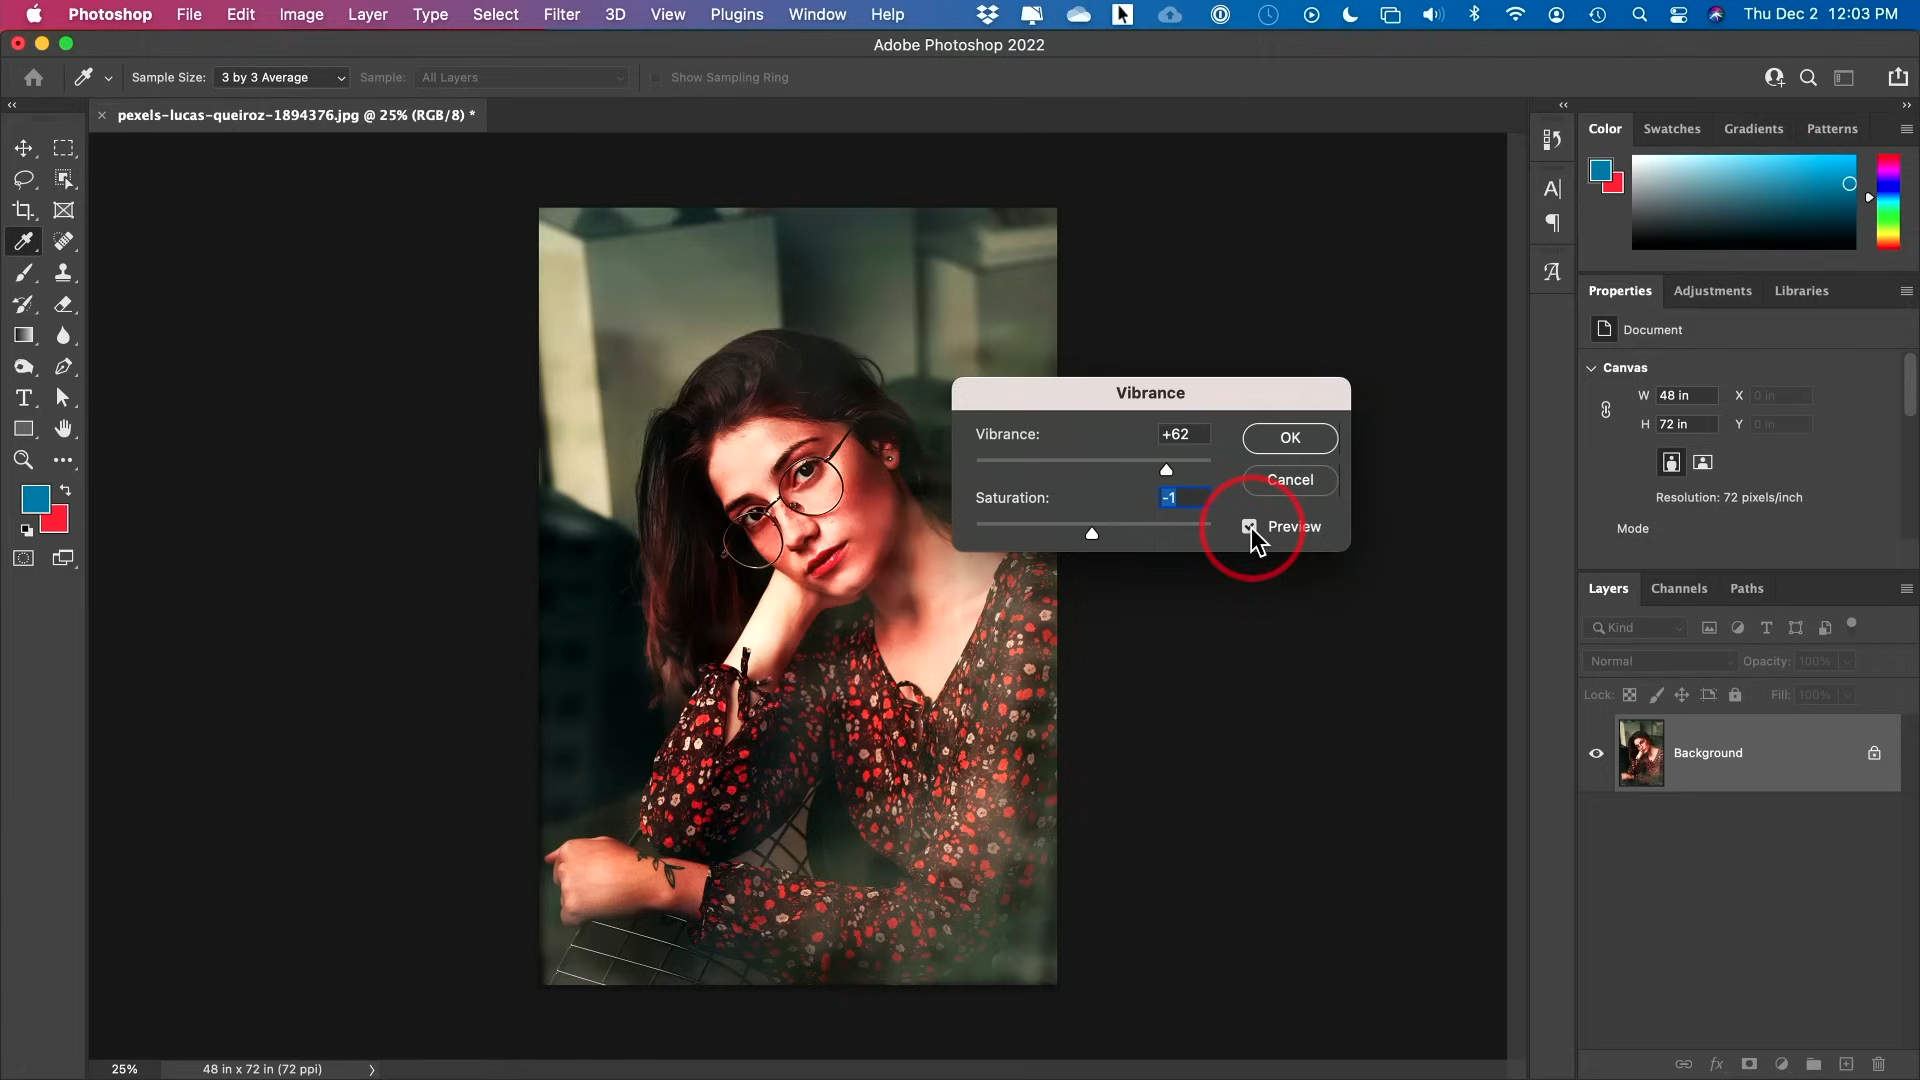 Photoshop File Edit Image Layer Type Select Filter 3D View Plugins Window Help Thu Dec 2 12:03 PM
Adobe Photoshop 2022
Sample Size: 3 by 3 Average Sample: All Layers Show Sampling Ring
pexels-lucas-queiroz-1894376.jpg @ 25% (RGB/8) *
Color Swatches Gradients Patterns
Properties Adjustments Libraries
Document
Canvas
W 48 in X 0 in
H 72 in Y 0 in
Resolution: 72 pixels/inch
Mode
Vibrance
Vibrance: +62
OK
Cancel
Saturation: -1
Preview
Layers Channels Paths
Kind
Normal Opacity: 100%
Lock: Fill: 100%
Background
25% 48 in x 72 in (72 ppi)